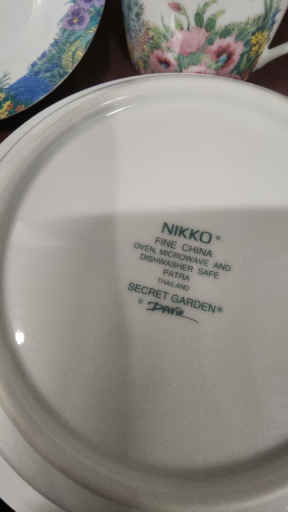 NIKKO®
FINE CHINA
OVEN, MICROWAVE AND
DISHWASHER SAFE
PATRA
THAILAND
SECRET GARDEN®